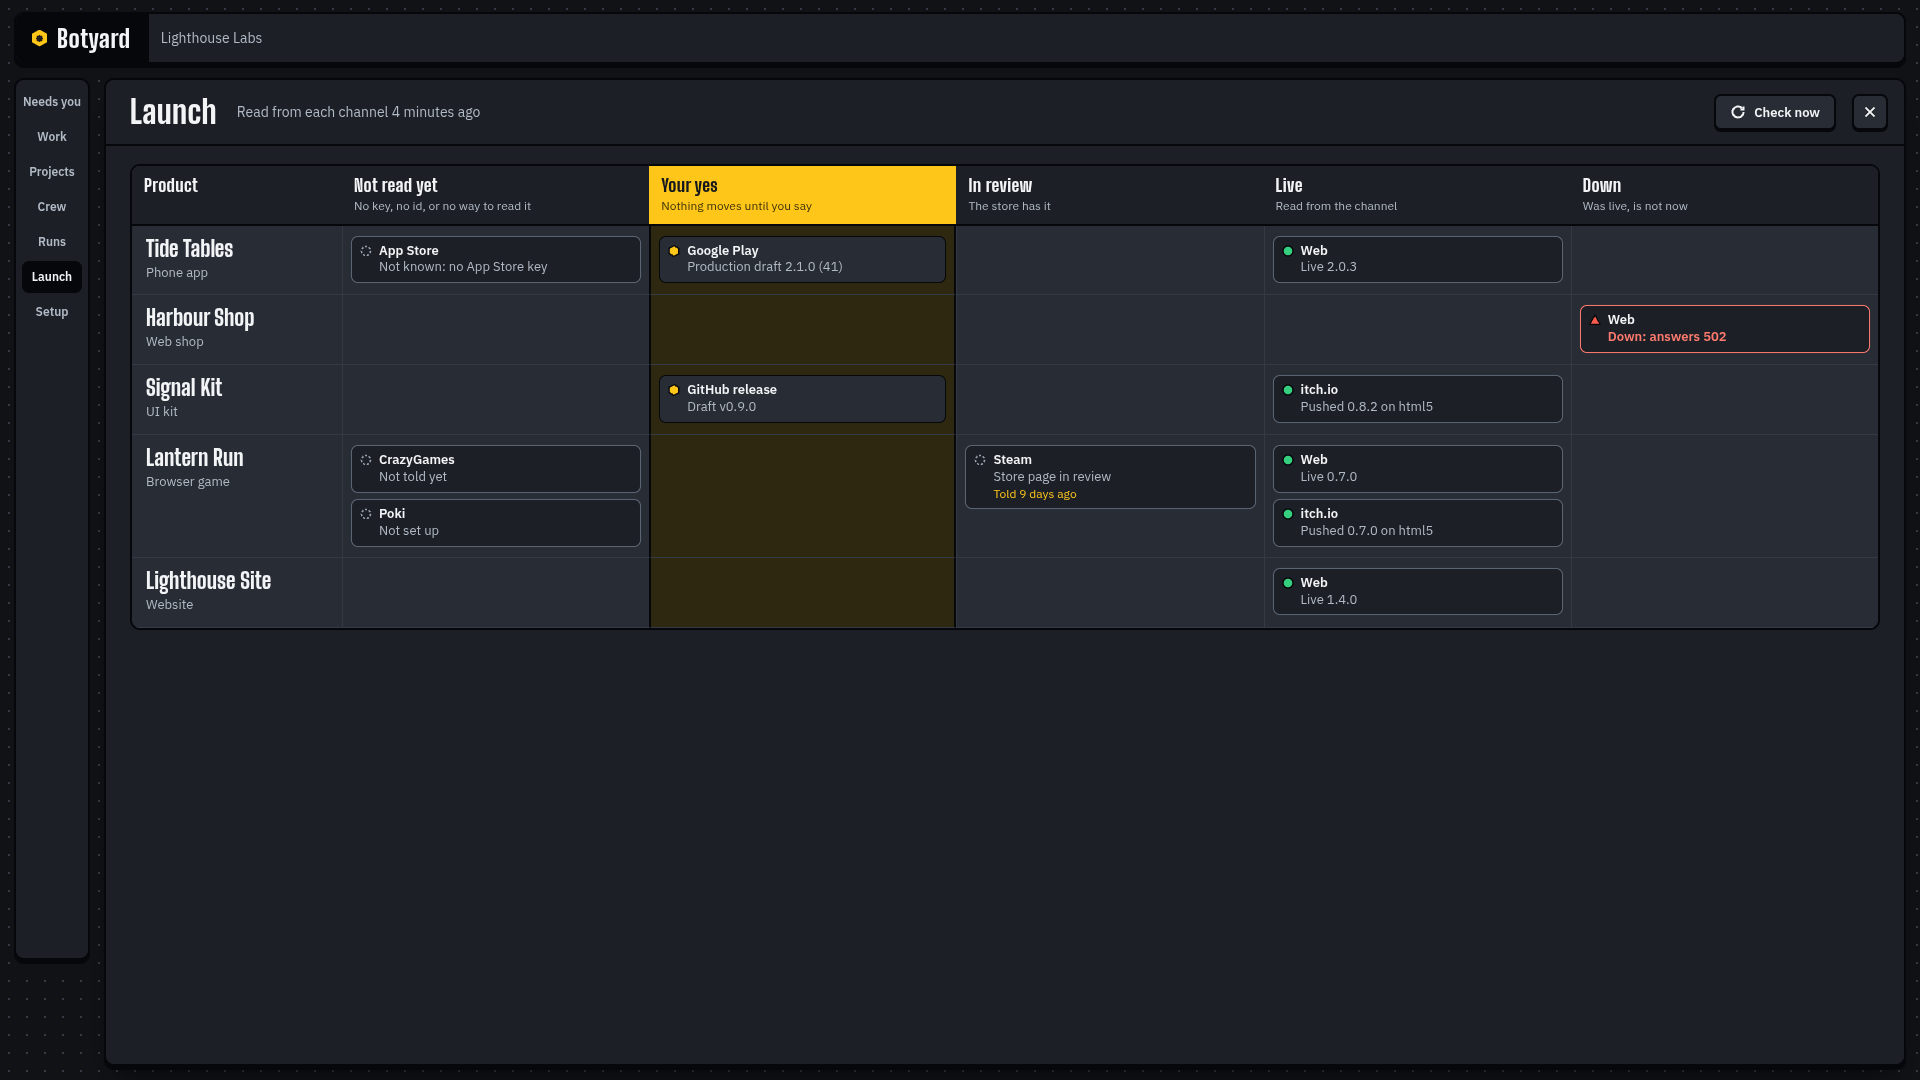 Botyard
Lighthouse Labs
Needs you
Work
Projects
Crew
Runs
Launch
Setup
Launch
Read from each channel 4 minutes ago
Check now
Product
Not read yet
No key, no id, or no way to read it
Your yes
Nothing moves until you say
In review
The store has it
Live
Read from the channel
Down
Was live, is not now
Tide Tables
Phone app
App Store
Not known: no App Store key
Google Play
Production draft 2.1.0 (41)
Web
Live 2.0.3
Harbour Shop
Web shop
Web
Down: answers 502
Signal Kit
UI kit
GitHub release
Draft v0.9.0
itch.io
Pushed 0.8.2 on html5
Lantern Run
Browser game
CrazyGames
Not told yet
Poki
Not set up
Steam
Store page in review
Told 9 days ago
Web
Live 0.7.0
itch.io
Pushed 0.7.0 on html5
Lighthouse Site
Website
Web
Live 1.4.0